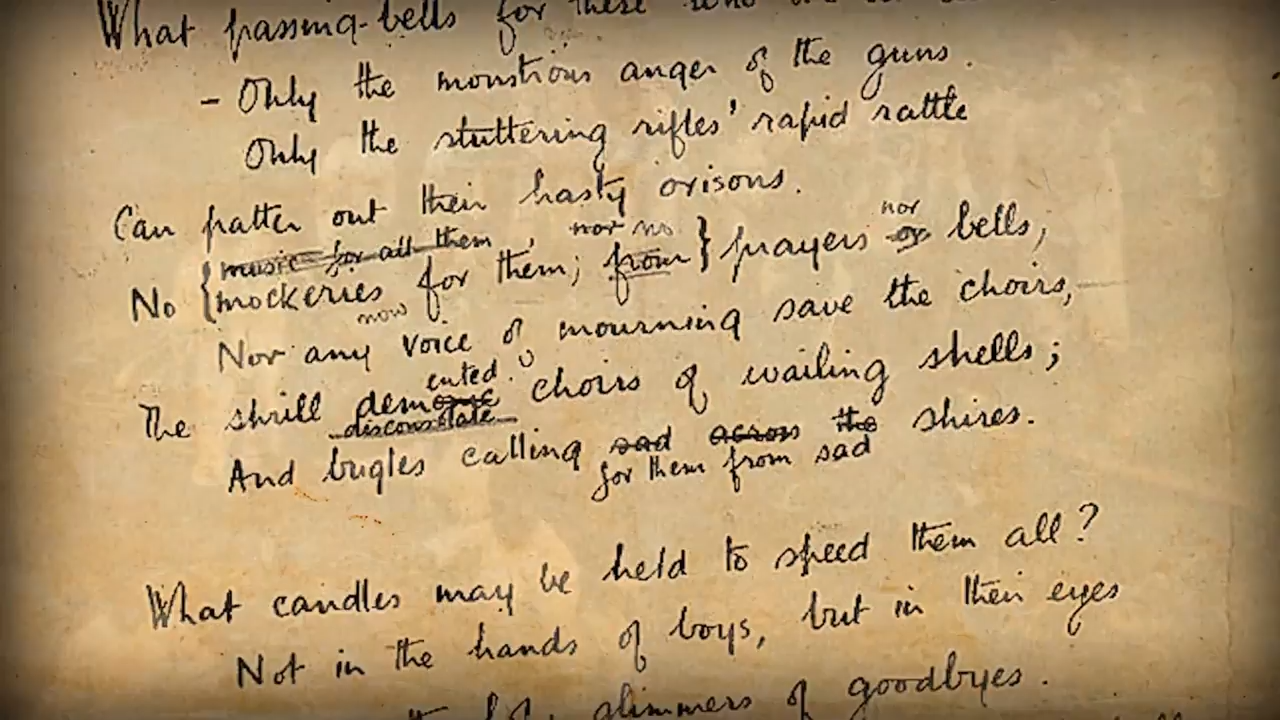 What passing-bells for these who
- Only the monstrous anger of the guns.
Only the stuttering rifles' rapid rattle
Can patter out their hasty orisons.
music for all them , nor no nor
No { mockeries for them; from } prayers or bells,
now
Nor any voice of mourning save the choirs,
ented
The shrill demonic choirs of wailing shells;
disconsolate
And bugles calling sad across the shires.
for them from sad
What candles may be held to speed them all?
Not in the hands of boys, but in their eyes
glimmers of goodbyes.